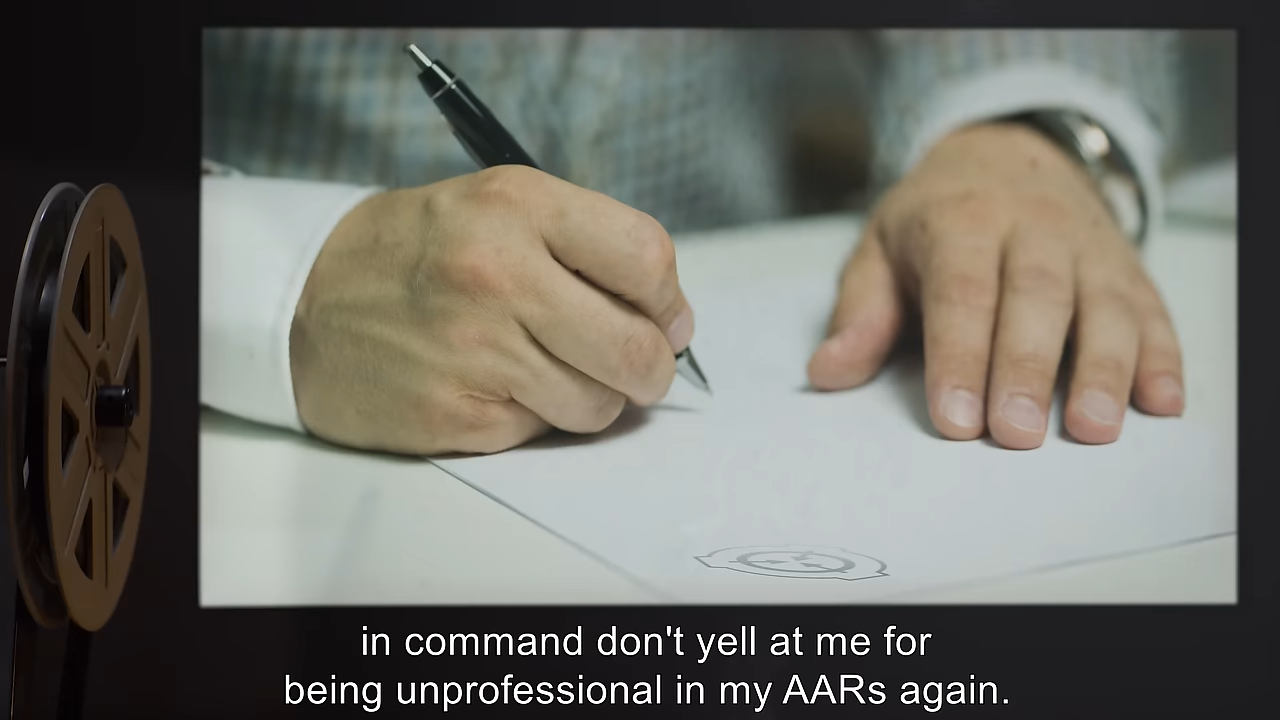 in command don't yell at me for
being unprofessional in my AARs again.